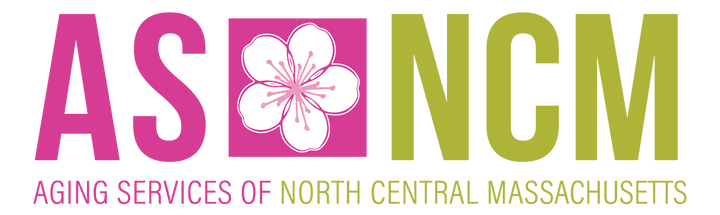 AS NCM
AGING SERVICES OF NORTH CENTRAL MASSACHUSETTS